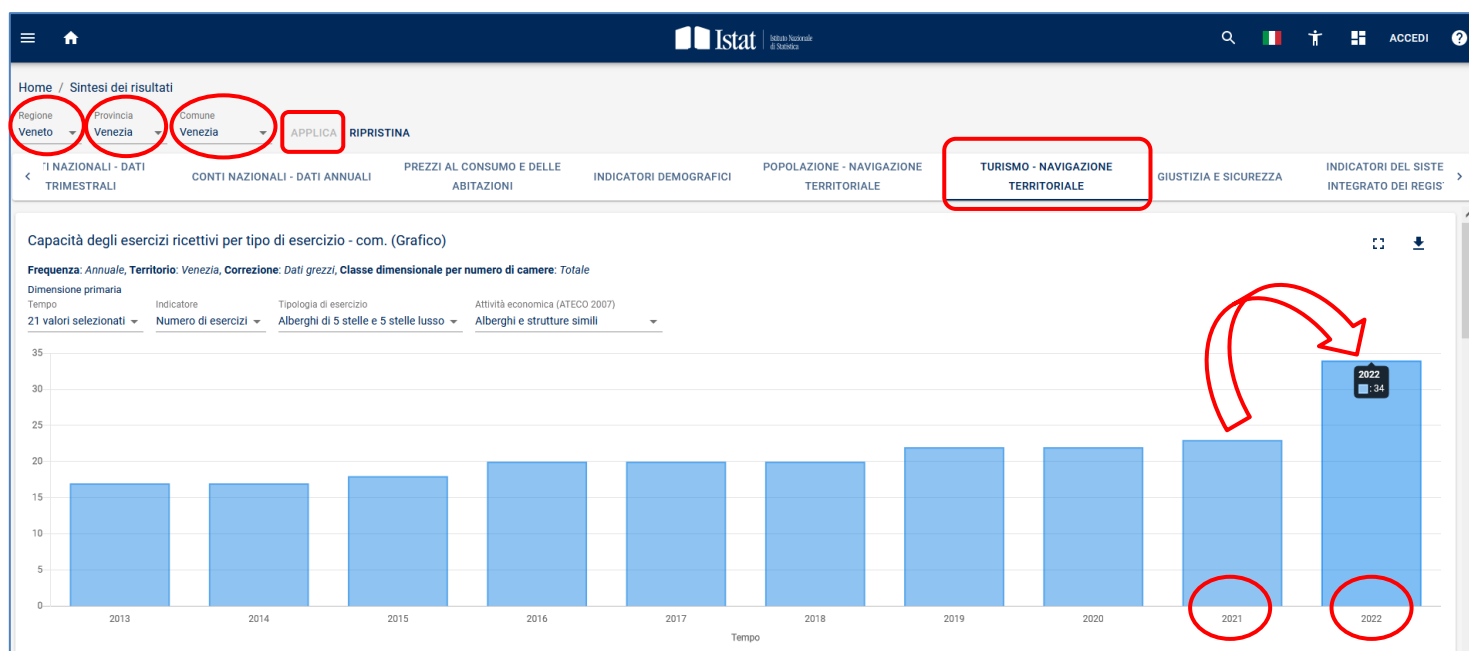 Istat
Istituto Nazionale
di Statistica
ACCEDI
?
Home / Sintesi dei risultati
Regione Provincia Comune
Veneto Venezia Venezia APPLICA RIPRISTINA
'I NAZIONALI - DATI
TRIMESTRALI
CONTI NAZIONALI - DATI ANNUALI
PREZZI AL CONSUMO E DELLE
ABITAZIONI
INDICATORI DEMOGRAFICI
POPOLAZIONE - NAVIGAZIONE
TERRITORIALE
TURISMO - NAVIGAZIONE
TERRITORIALE
GIUSTIZIA E SICUREZZA
INDICATORI DEL SISTE
INTEGRATO DEI REGIS
Capacità degli esercizi ricettivi per tipo di esercizio - com. (Grafico)
Frequenza: Annuale, Territorio: Venezia, Correzione: Dati grezzi, Classe dimensionale per numero di camere: Totale
Dimensione primaria
Tempo Indicatore Tipologia di esercizio Attività economica (ATECO 2007)
21 valori selezionati Numero di esercizi Alberghi di 5 stelle e 5 stelle lusso Alberghi e strutture simili
35
30
25
20
15
10
5
0
2022
: 34
2013 2014 2015 2016 2017 2018 2019 2020 2021 2022
Tempo